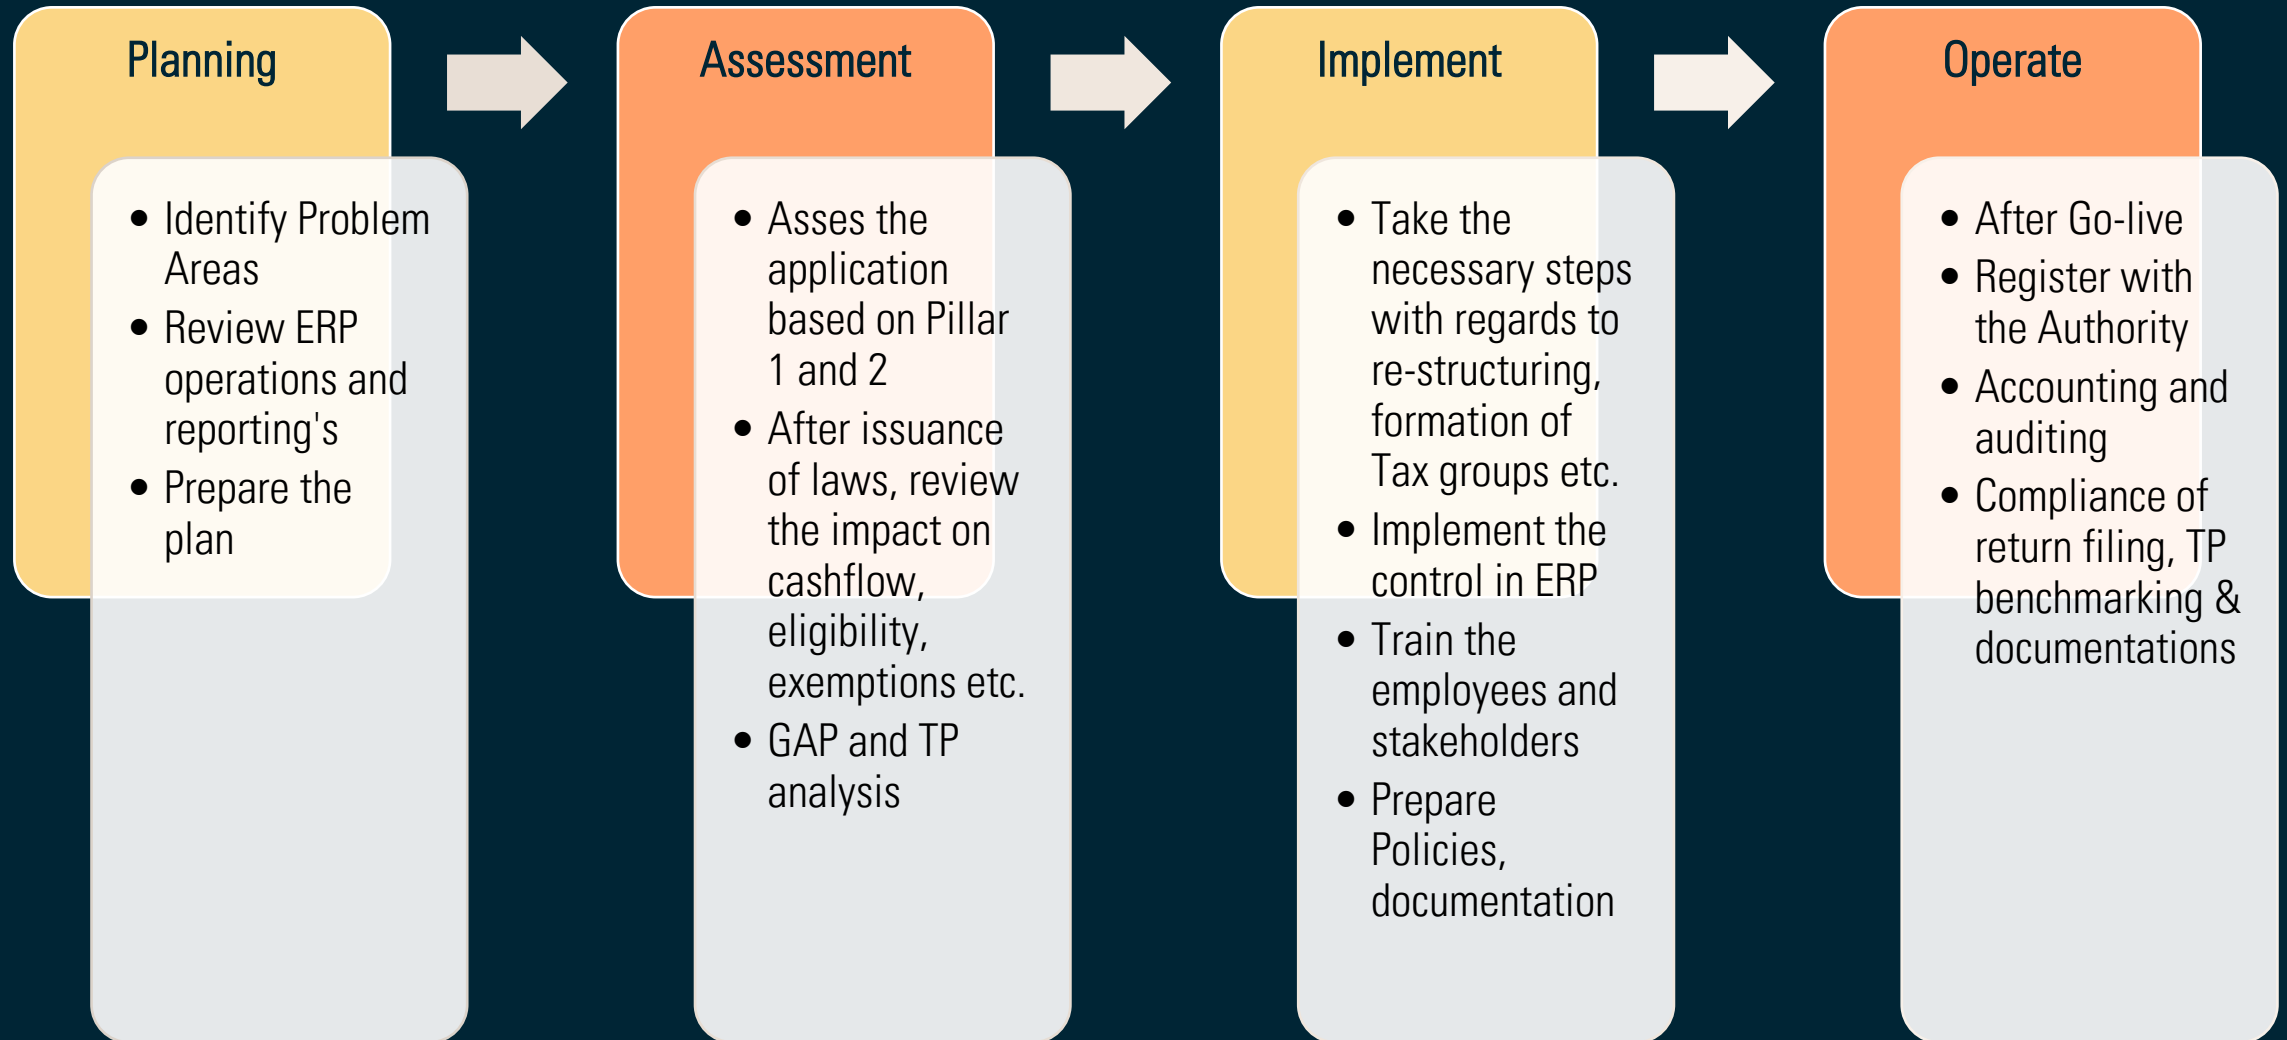 Planning
• Identify Problem
Areas
• Review ERP
operations and
reporting's
• Prepare the
plan
Assessment
• Asses the
application
based on Pillar
1 and 2
• After issuance
of laws, review
the impact on
cashflow,
eligibility,
exemptions etc.
• GAP and TP
analysis
Implement
• Take the
necessary steps
with regards to
re-structuring,
formation of
Tax groups etc.
• Implement the
control in ERP
• Train the
employees and
stakeholders
• Prepare
Policies,
documentation
Operate
• After Go-live
• Register with
the Authority
• Accounting and
auditing
• Compliance of
return filing, TP
benchmarking &
documentations